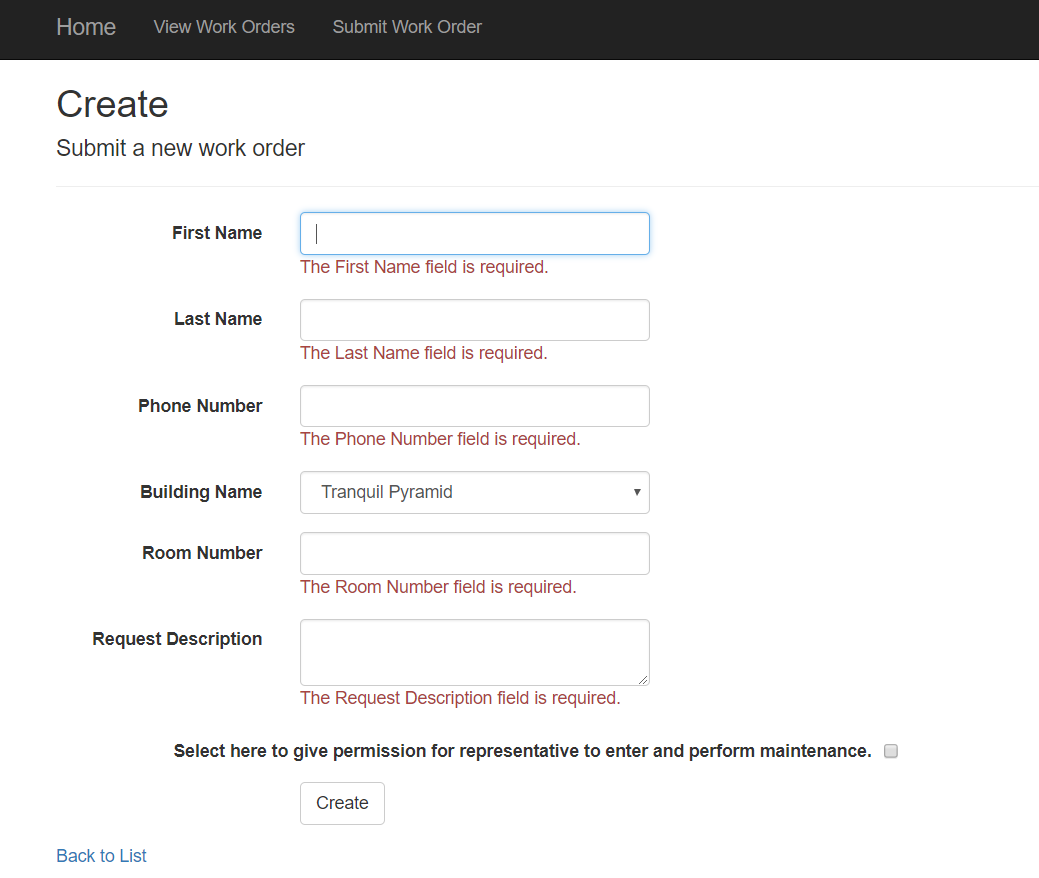 Home View Work Orders Submit Work Order
Create
Submit a new work order
First Name
The First Name field is required.
Last Name
The Last Name field is required.
Phone Number
The Phone Number field is required.
Building Name Tranquil Pyramid
Room Number
The Room Number field is required.
Request Description
The Request Description field is required.
Select here to give permission for representative to enter and perform maintenance.
Create
Back to List